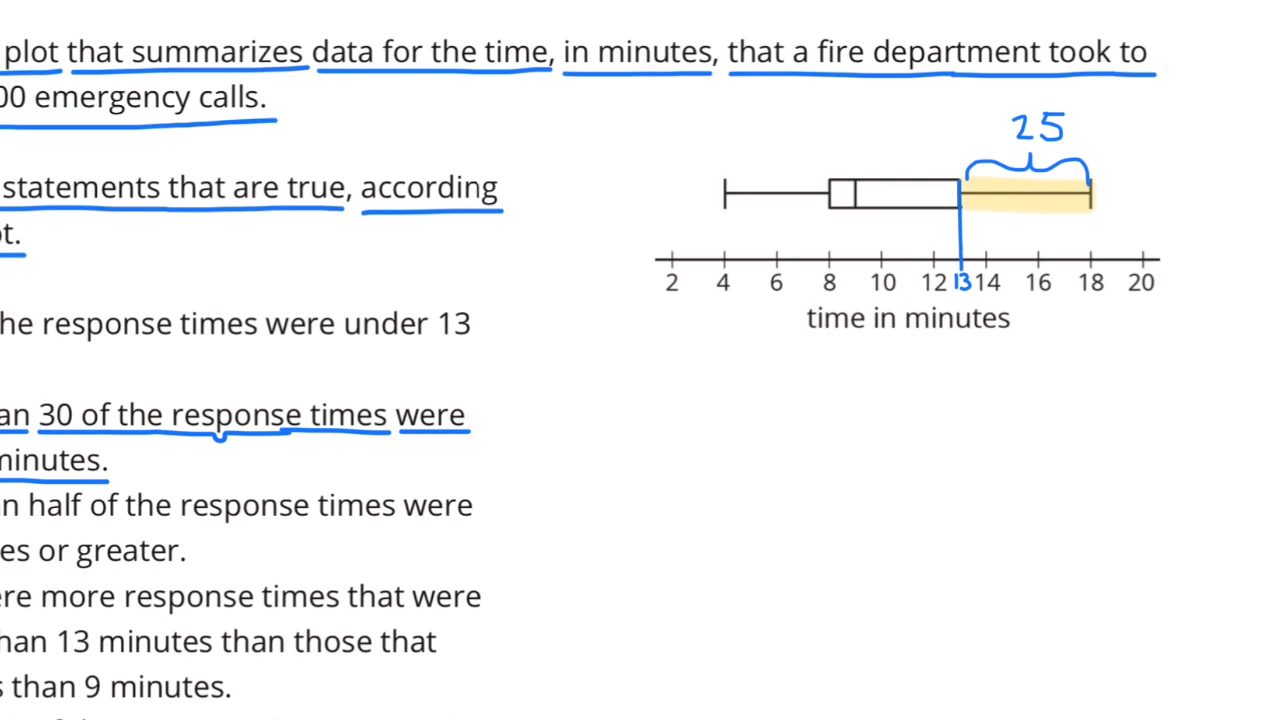 plot that summarizes data for the time, in minutes, that a fire department took to
00 emergency calls.
25
statements that are true, according
ot.
2 4 6 8 10 12 13 14 16 18 20
time in minutes
he response times were under 13
an 30 of the response times were
minutes.
n half of the response times were
es or greater.
ere more response times that were
han 13 minutes than those that
s than 9 minutes.